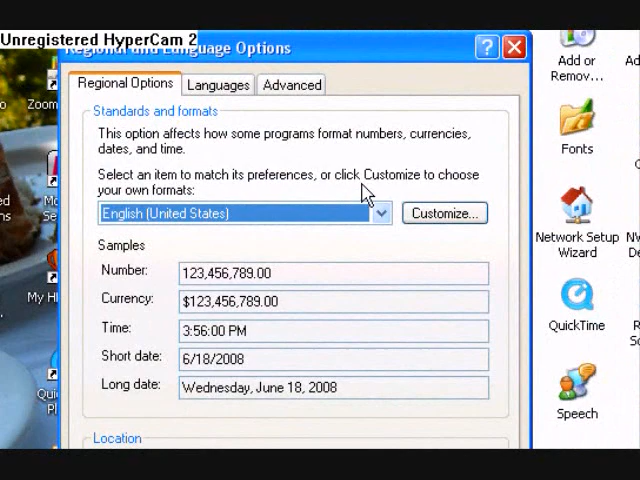 Unregistered HyperCam 2
Regional and Language Options
Regional Options
Languages
Advanced
Standards and formats
This option affects how some programs format numbers, currencies,
dates, and time.
Select an item to match its preferences, or click Customize to choose
your own formats:
English (United States)
Customize...
Samples
Number:
123,456,789.00
Currency:
$123,456,789.00
Time:
3:56:00 PM
Short date:
6/18/2008
Long date:
Wednesday, June 18, 2008
Location
Zoom
My H
Add or
Remov...
Fonts
Network Setup
Wizard
QuickTime
Speech